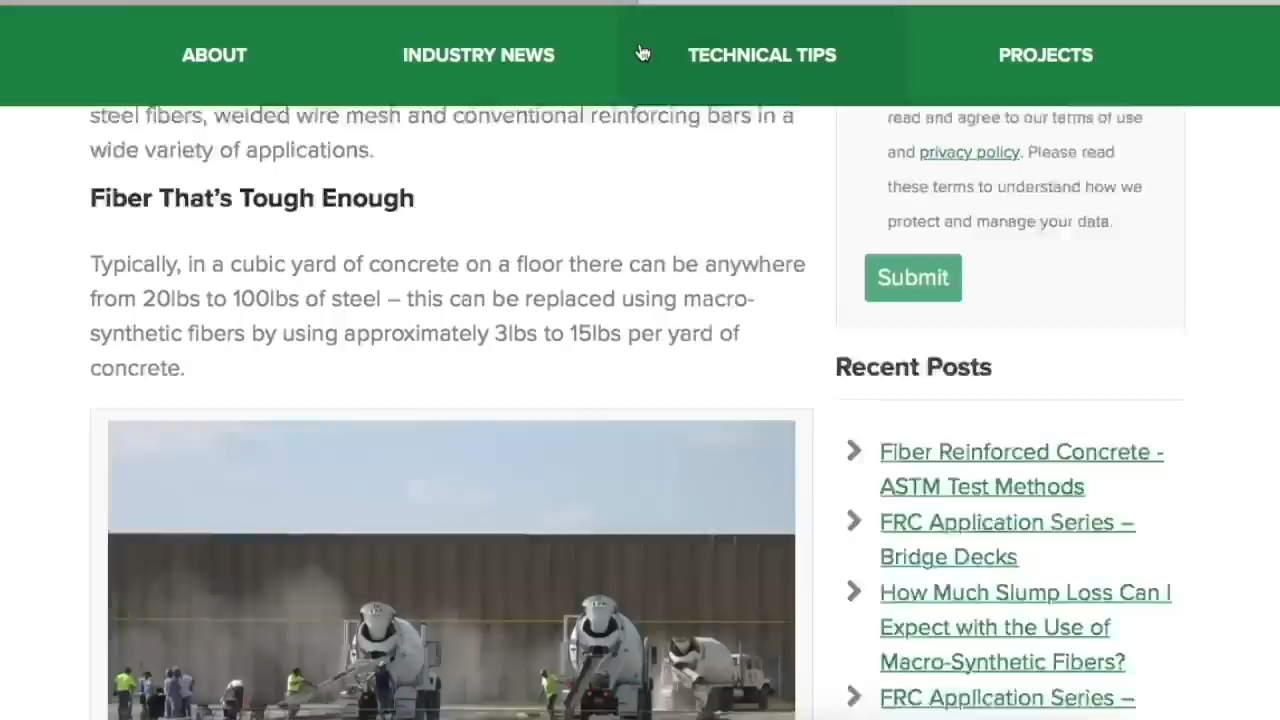 ABOUT
INDUSTRY NEWS
TECHNICAL TIPS
PROJECTS
steel fibers, welded wire mesh and conventional reinforcing bars in a
wide variety of applications.
Fiber That's Tough Enough
Typically, in a cubic yard of concrete on a floor there can be anywhere
from 20lbs to 100lbs of steel – this can be replaced using macro-
synthetic fibers by using approximately 3lbs to 15lbs per yard of
concrete.
read and agree to our terms of use
and privacy policy. Please read
these terms to understand how we
protect and manage your data.
Submit
Recent Posts
Fiber Reinforced Concrete -
ASTM Test Methods
FRC Application Series –
Bridge Decks
How Much Slump Loss Can I
Expect with the Use of
Macro-Synthetic Fibers?
FRC Application Series –